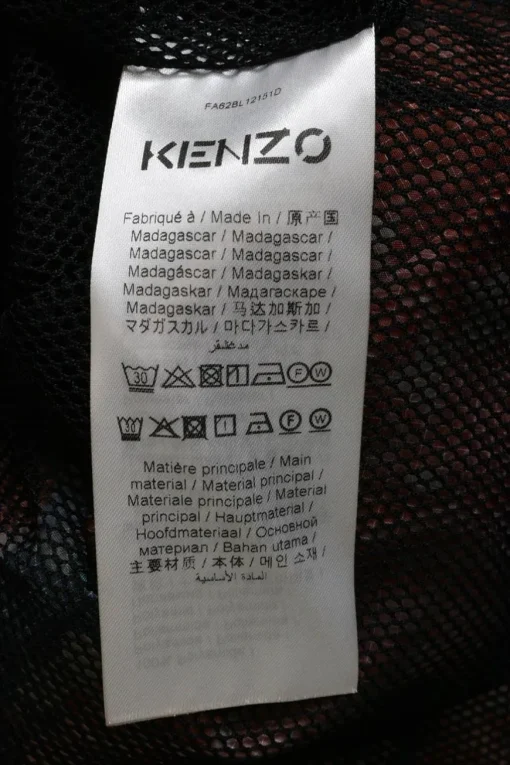 FA62BL12151D
KENZO
Fabriqué à / Made in / 原产国
Madagascar / Madagascar /
Madagascar / Madagascar /
Madagáscar / Madagaskar /
Madagaskar / Мадагаскаре /
Madagaskar / 马达加斯加 /
マダガスカル / 마다가스카르 /
مدغشقر
30 F W
30 F W
Matière principale / Main
material / Material principal /
Materiale principale / Material
principal / Hauptmaterial /
Hoofdmateriaal / Основной
материал / Bahan utama /
主要材质 / 本体 / 메인 소재 /
المادة الأساسية